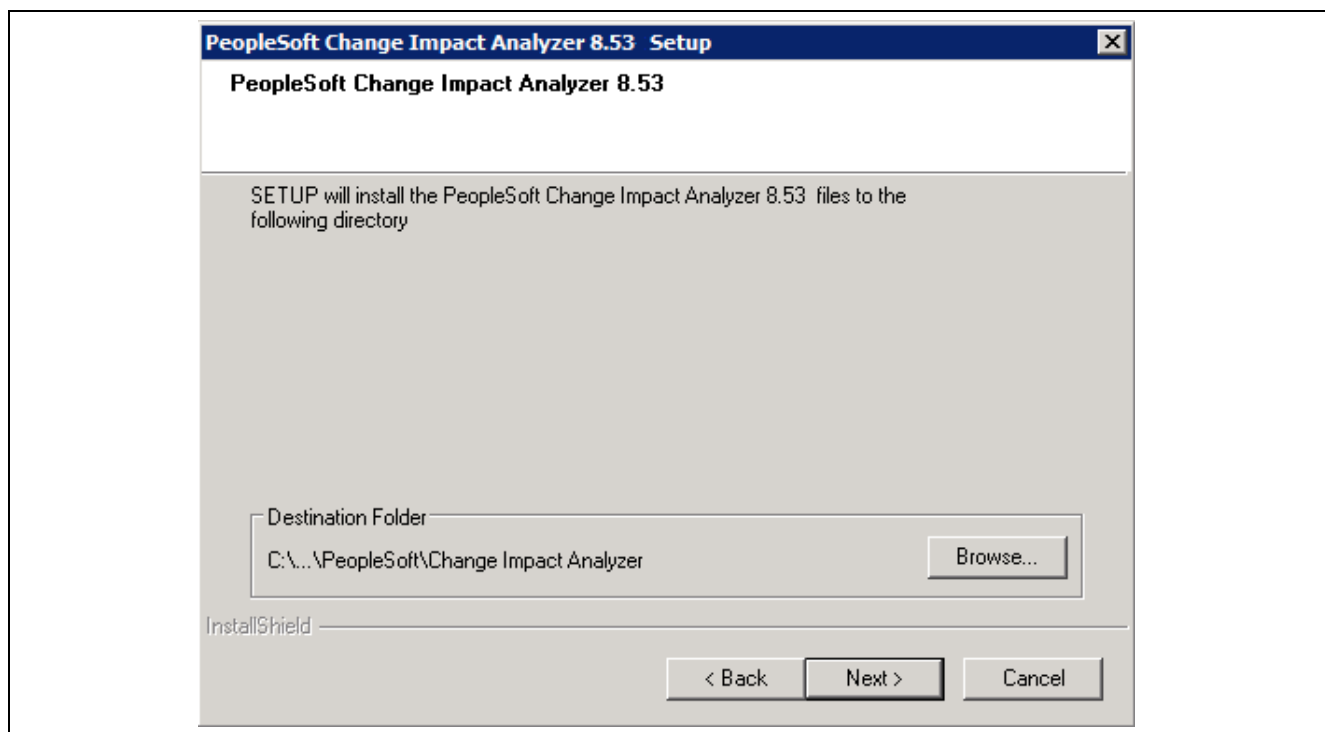 PeopleSoft Change Impact Analyzer 8.53 Setup
PeopleSoft Change Impact Analyzer 8.53
SETUP will install the PeopleSoft Change Impact Analyzer 8.53 files to the
following directory
Destination Folder
C:\...\PeopleSoft\Change Impact Analyzer
Browse...
InstallShield
< Back
Next >
Cancel